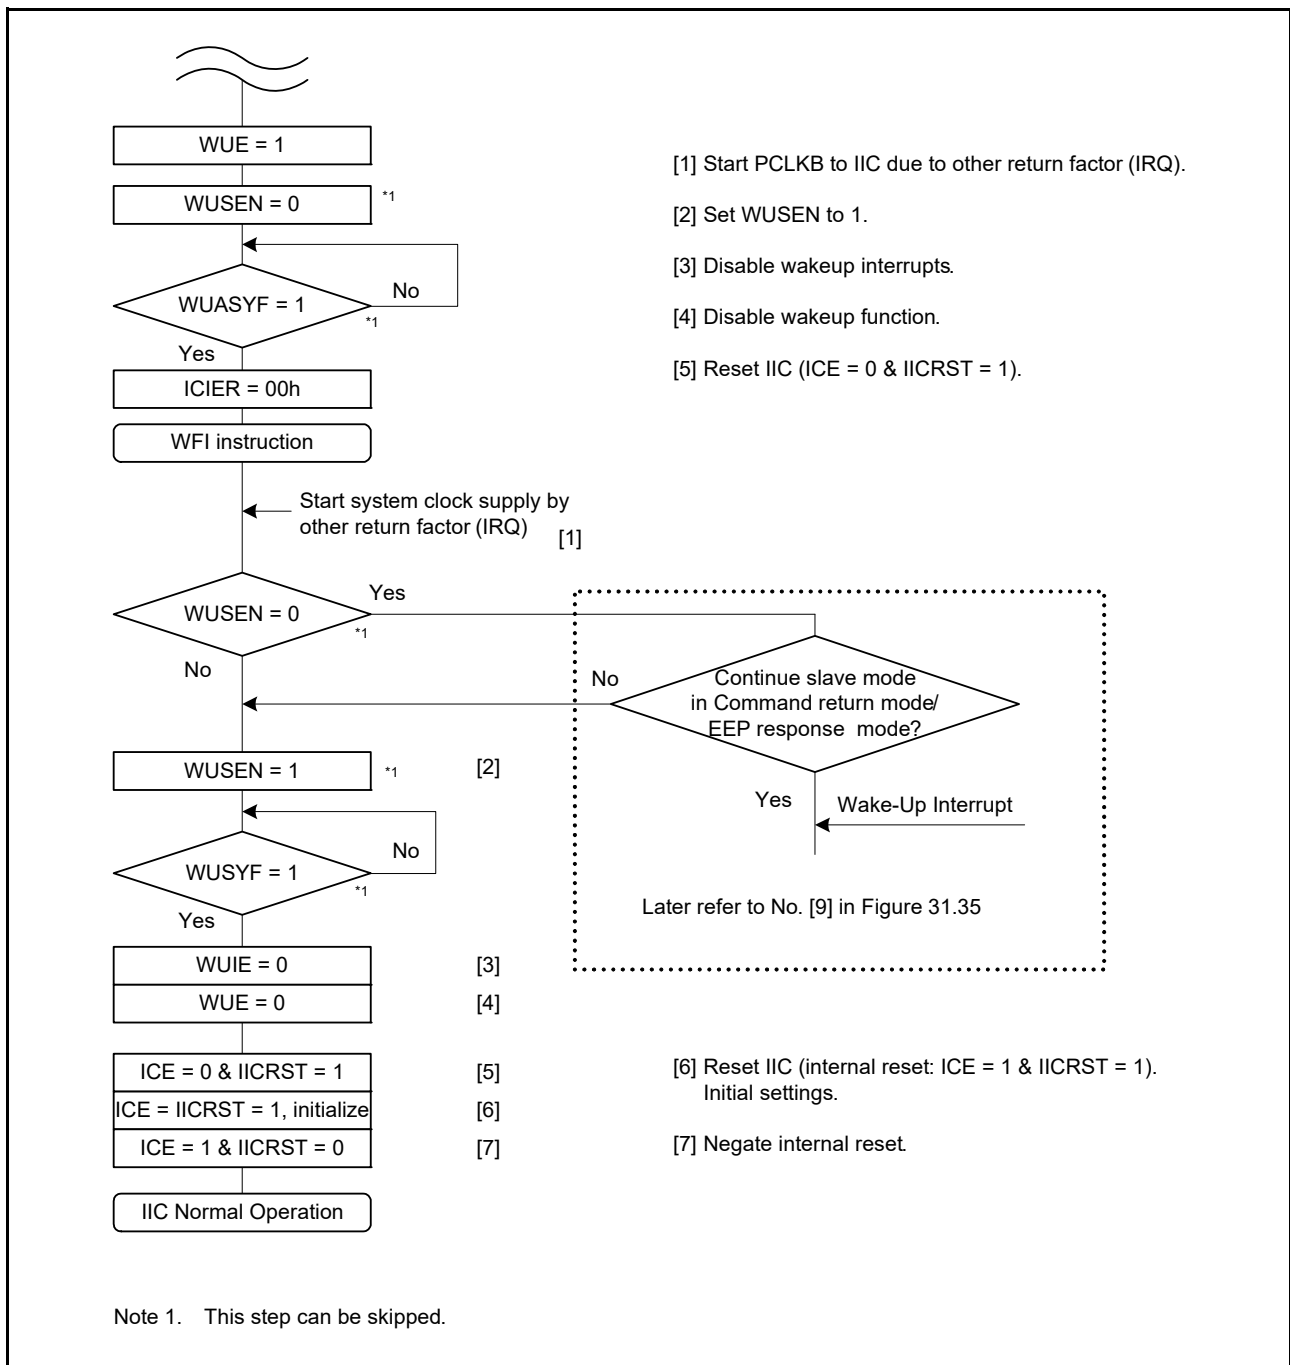 WUE = 1
WUSEN = 0 *1
WUASYF = 1 *1
No
Yes
ICIER = 00h
WFI instruction
Start system clock supply by
other return factor (IRQ) [1]
WUSEN = 0 *1
Yes
No
Continue slave mode
in Command return mode/
EEP response mode?
No
Yes
Wake-Up Interrupt
Later refer to No. [9] in Figure 31.35
WUSEN = 1 *1 [2]
WUSYF = 1 *1
No
Yes
WUIE = 0 [3]
WUE = 0 [4]
ICE = 0 & IICRST = 1 [5]
ICE = IICRST = 1, initialize [6]
ICE = 1 & IICRST = 0 [7]
IIC Normal Operation
[1] Start PCLKB to IIC due to other return factor (IRQ).
[2] Set WUSEN to 1.
[3] Disable wakeup interrupts.
[4] Disable wakeup function.
[5] Reset IIC (ICE = 0 & IICRST = 1).
[6] Reset IIC (internal reset: ICE = 1 & IICRST = 1).
Initial settings.
[7] Negate internal reset.
Note 1. This step can be skipped.